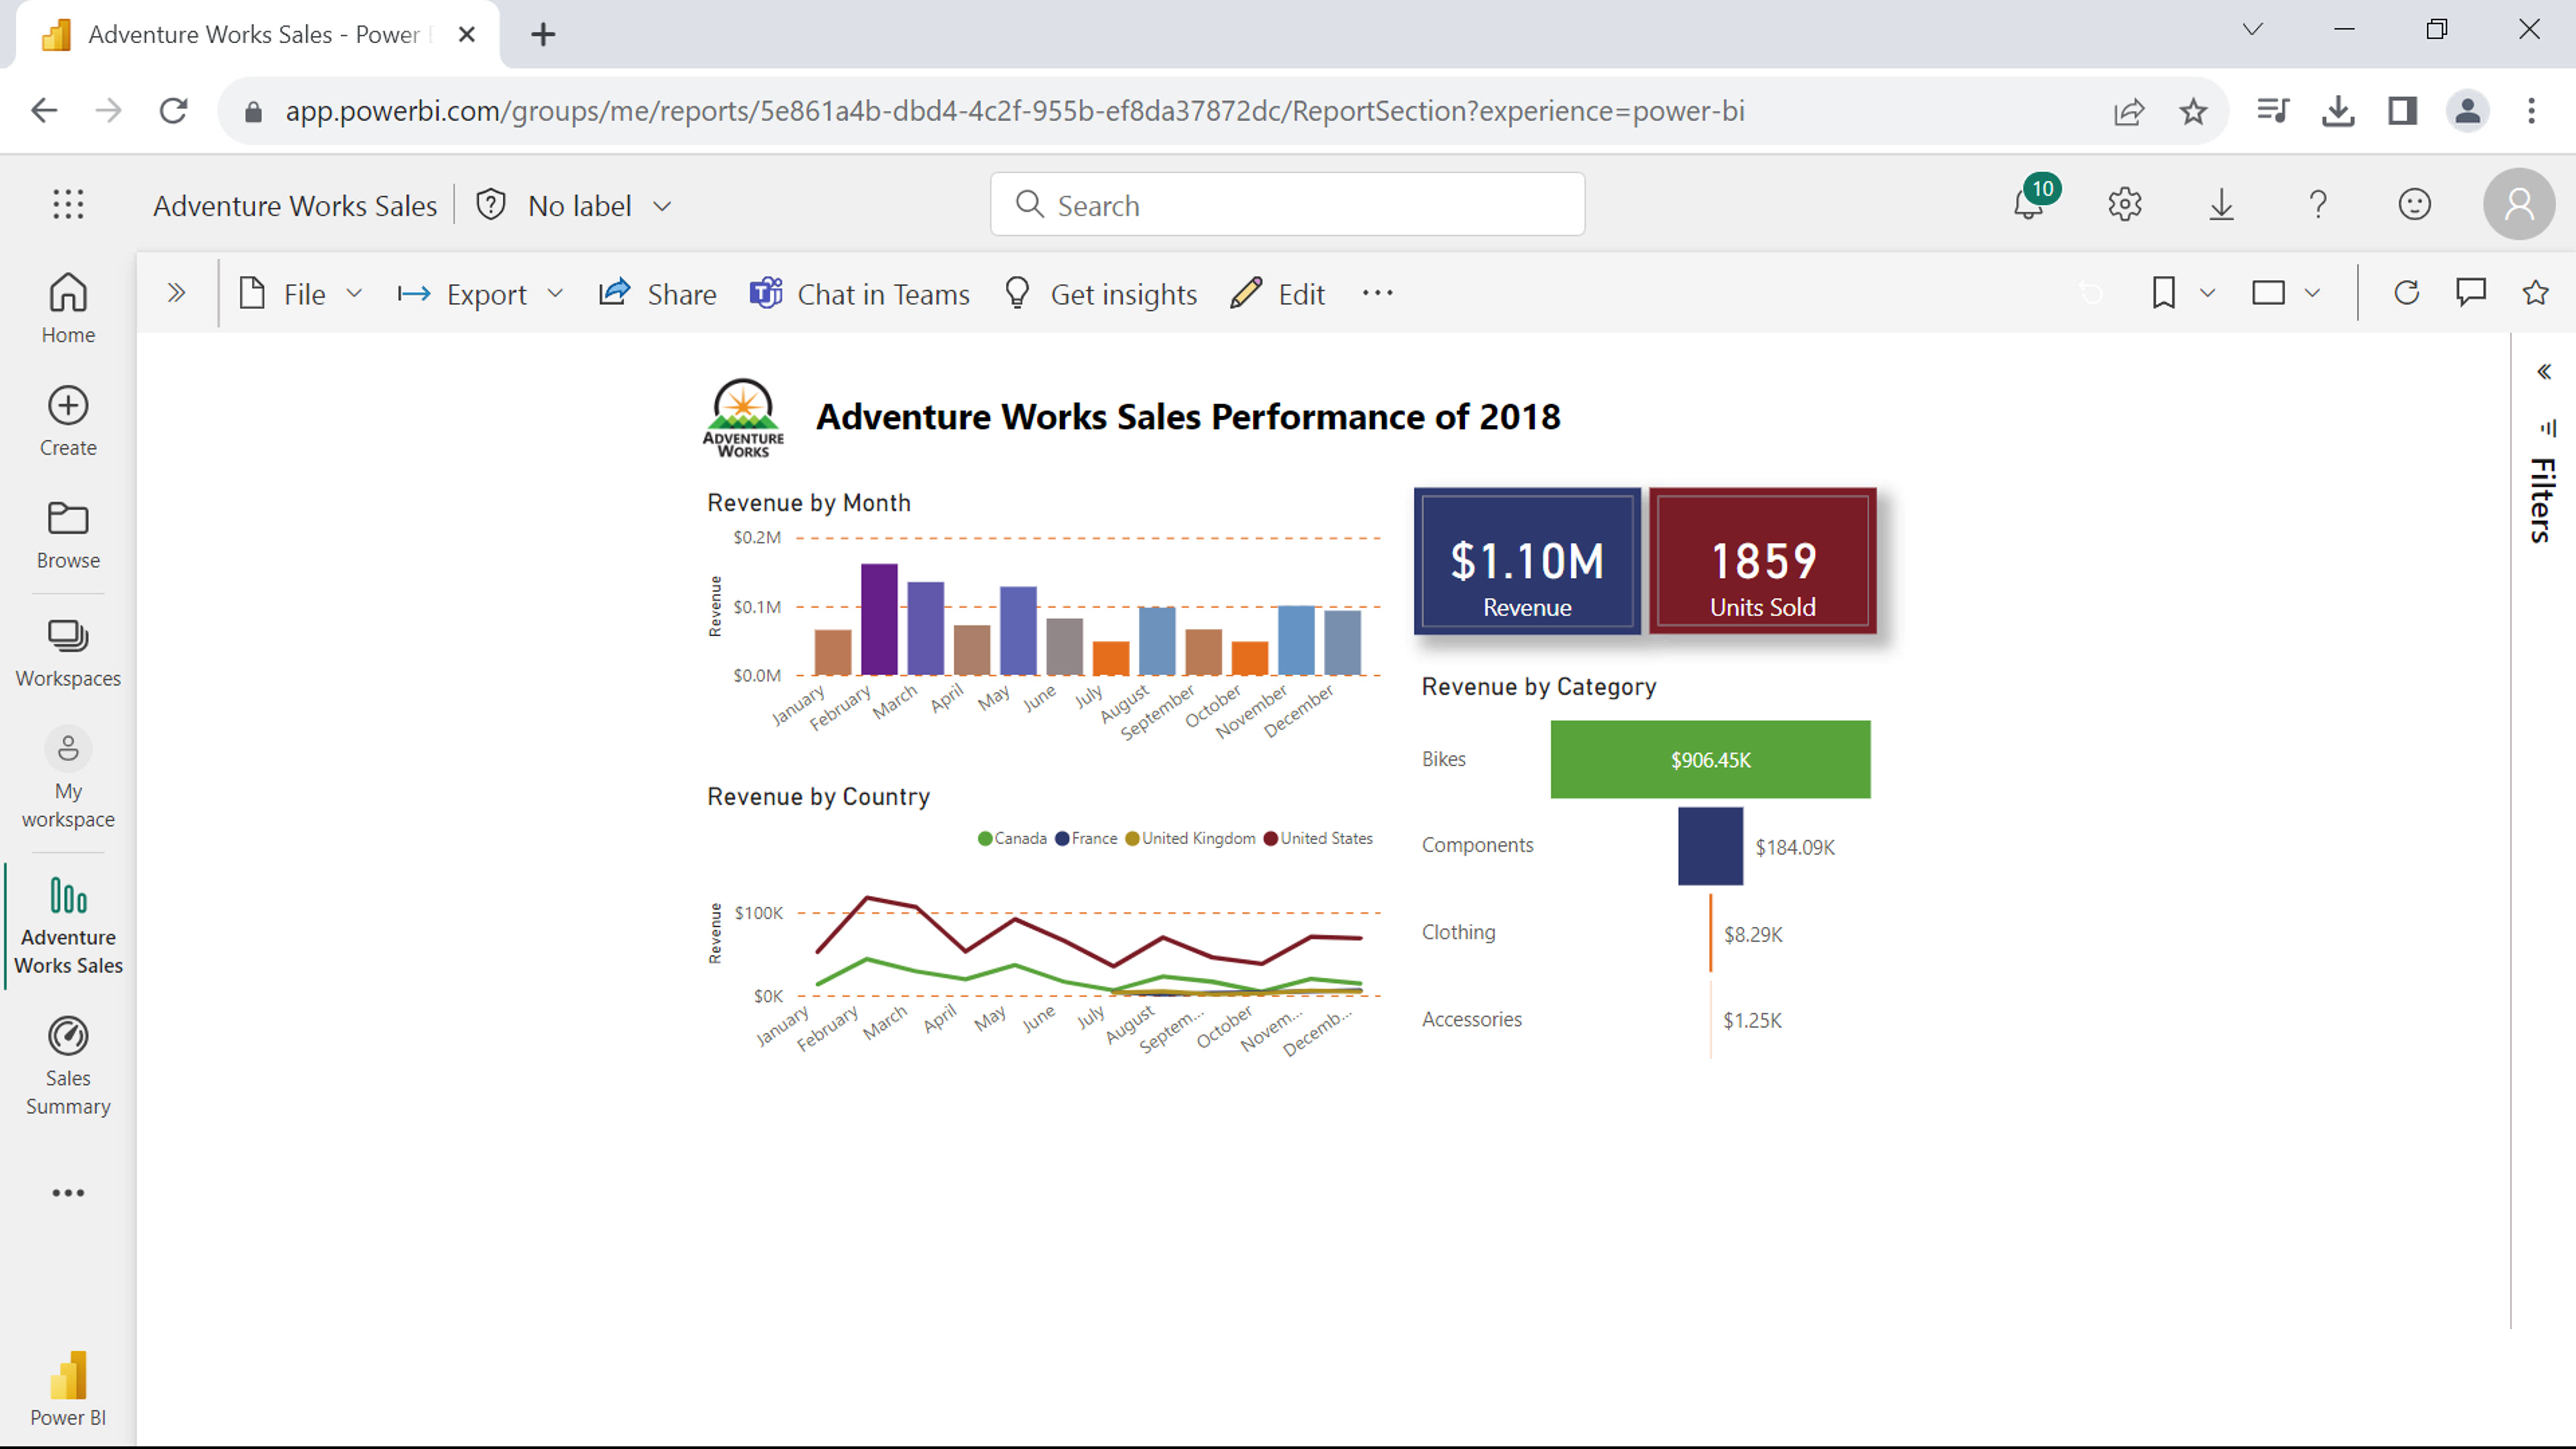 Adventure Works Sales - Power
app.powerbi.com/groups/me/reports/5e861a4b-dbd4-4c2f-955b-ef8da37872dc/ReportSection?experience=power-bi
Adventure Works Sales
No label
Search
10
File
Export
Share
Chat in Teams
Get insights
Edit
Home
Create
Browse
Workspaces
My
workspace
Adventure
Works Sales
Sales
Summary
Power BI
Filters
ADVENTURE
WORKS
Adventure Works Sales Performance of 2018
Revenue by Month
Revenue
$0.2M
$0.1M
$0.0M
January
February
March
April
May
June
July
August
September
October
November
December
$1.10M
Revenue
1859
Units Sold
Revenue by Country
Canada France United Kingdom United States
Revenue
$100K
$0K
January
February
March
April
May
June
July
August
Septem...
October
Novem...
Decemb...
Revenue by Category
Bikes $906.45K
Components $184.09K
Clothing $8.29K
Accessories $1.25K